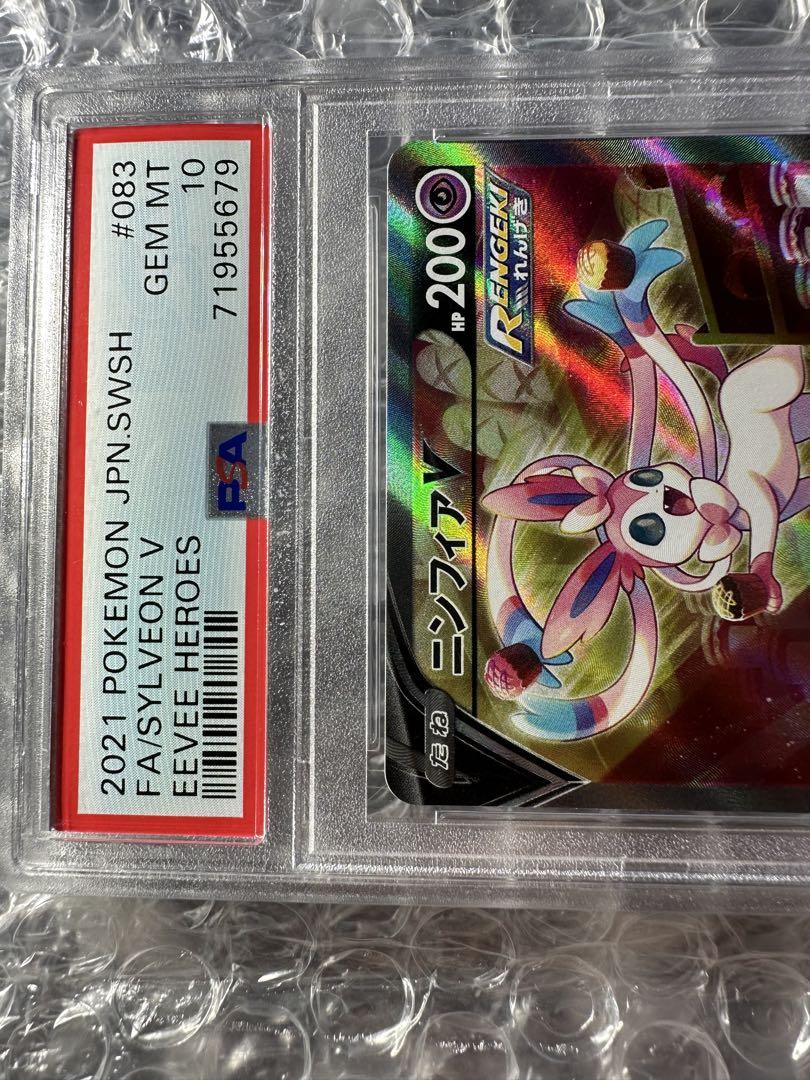 2021 POKEMON JPN.SWSH #083
FA/SYLVEON V GEM MT
EEVEE HEROES 10
71955679
PSA
たね
ニンフィアV
HP 200
RENGEKI
れんげき